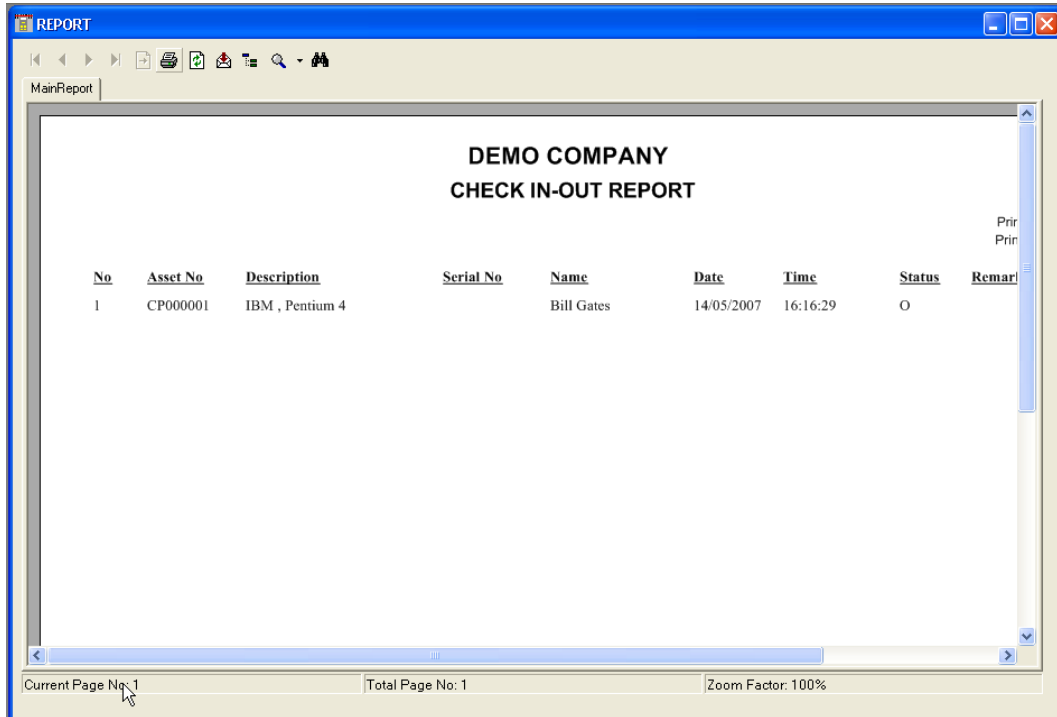 REPORT
MainReport
DEMO COMPANY
CHECK IN-OUT REPORT
No Asset No Description Serial No Name Date Time Status
1 CP000001 IBM , Pentium 4 Bill Gates 14/05/2007 16:16:29 O
Current Page No: 1 Total Page No: 1 Zoom Factor: 100%